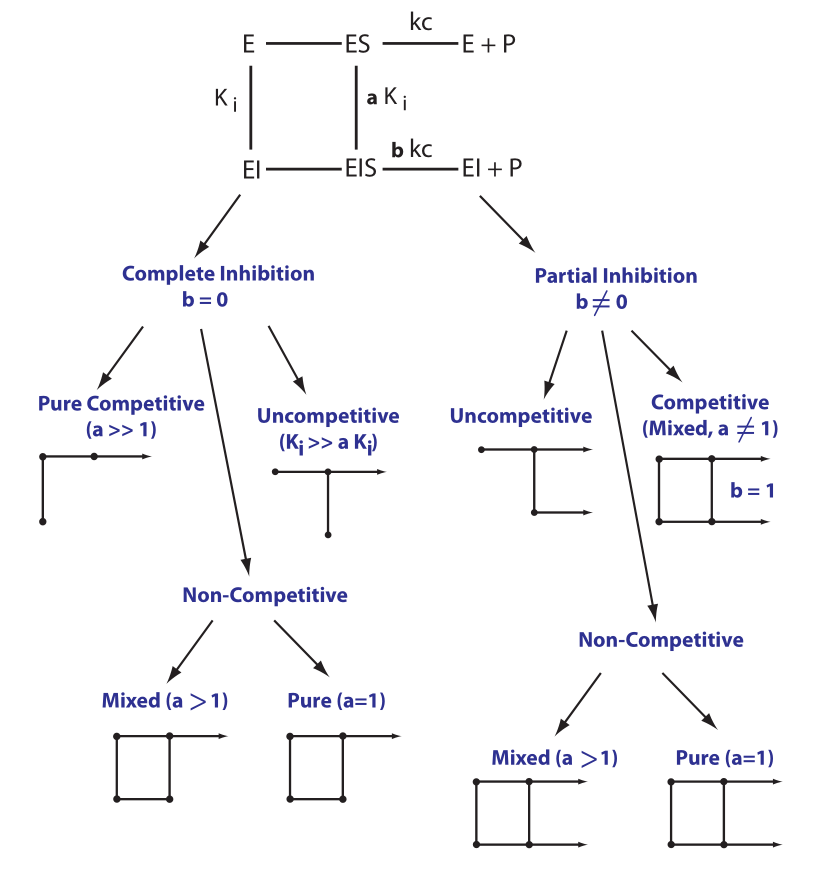 kc
E ES E + P
K i a K i
b kc
EI EIS EI + P
Complete Inhibition
b = 0
Partial Inhibition
b ≠ 0
Pure Competitive
(a >> 1)
Uncompetitive
(Ki >> a Ki)
Uncompetitive
Competitive
(Mixed, a ≠ 1)
b = 1
Non-Competitive
Mixed (a > 1)
Pure (a=1)
Non-Competitive
Mixed (a >1)
Pure (a=1)